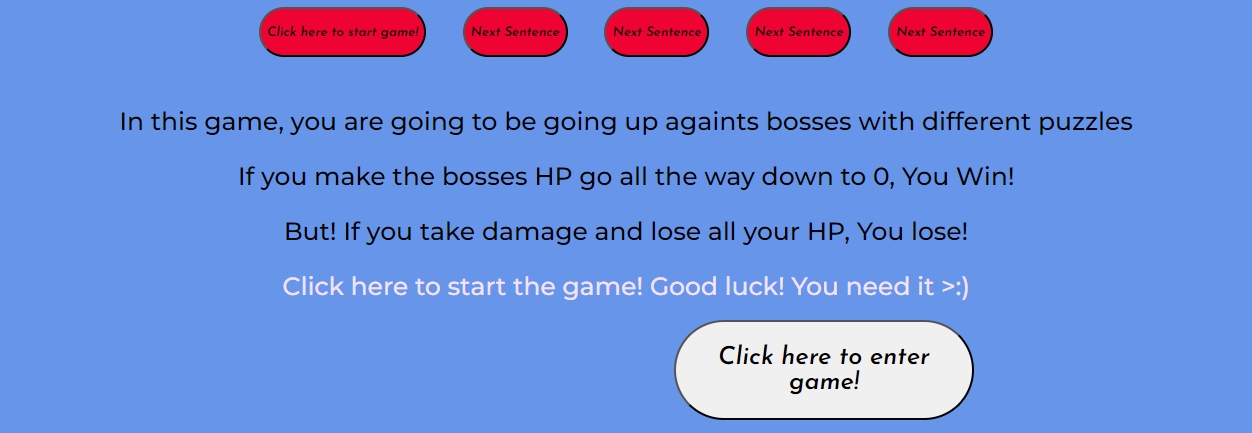 Click here to start game! Next Sentence Next Sentence Next Sentence Next Sentence
In this game, you are going to be going up againts bosses with different puzzles
If you make the bosses HP go all the way down to 0, You Win!
But! If you take damage and lose all your HP, You lose!
Click here to start the game! Good luck! You need it >:)
Click here to enter
game!